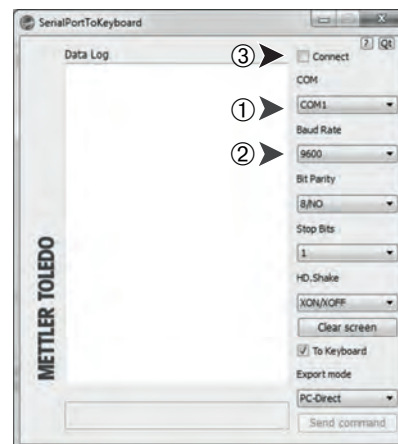 SerialPortToKeyboard
? Qt
Data Log
③ Connect
COM
① COM1
Baud Rate
② 9600
Bit Parity
8/NO
Stop Bits
1
HD.Shake
XON/XOFF
Clear screen
To Keyboard
Export mode
PC-Direct
Send command
METTLER TOLEDO